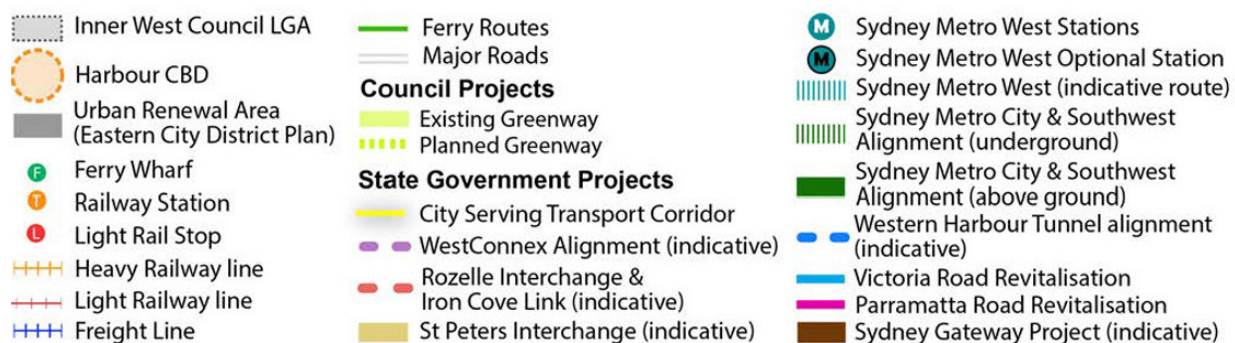 Inner West Council LGA
Harbour CBD
Urban Renewal Area
(Eastern City District Plan)
F Ferry Wharf
T Railway Station
L Light Rail Stop
Heavy Railway line
Light Railway line
Freight Line
Ferry Routes
Major Roads
Council Projects
Existing Greenway
Planned Greenway
State Government Projects
City Serving Transport Corridor
WestConnex Alignment (indicative)
Rozelle Interchange &
Iron Cove Link (indicative)
St Peters Interchange (indicative)
M Sydney Metro West Stations
M Sydney Metro West Optional Station
Sydney Metro West (indicative route)
Sydney Metro City & Southwest
Alignment (underground)
Sydney Metro City & Southwest
Alignment (above ground)
Western Harbour Tunnel alignment
(indicative)
Victoria Road Revitalisation
Parramatta Road Revitalisation
Sydney Gateway Project (indicative)